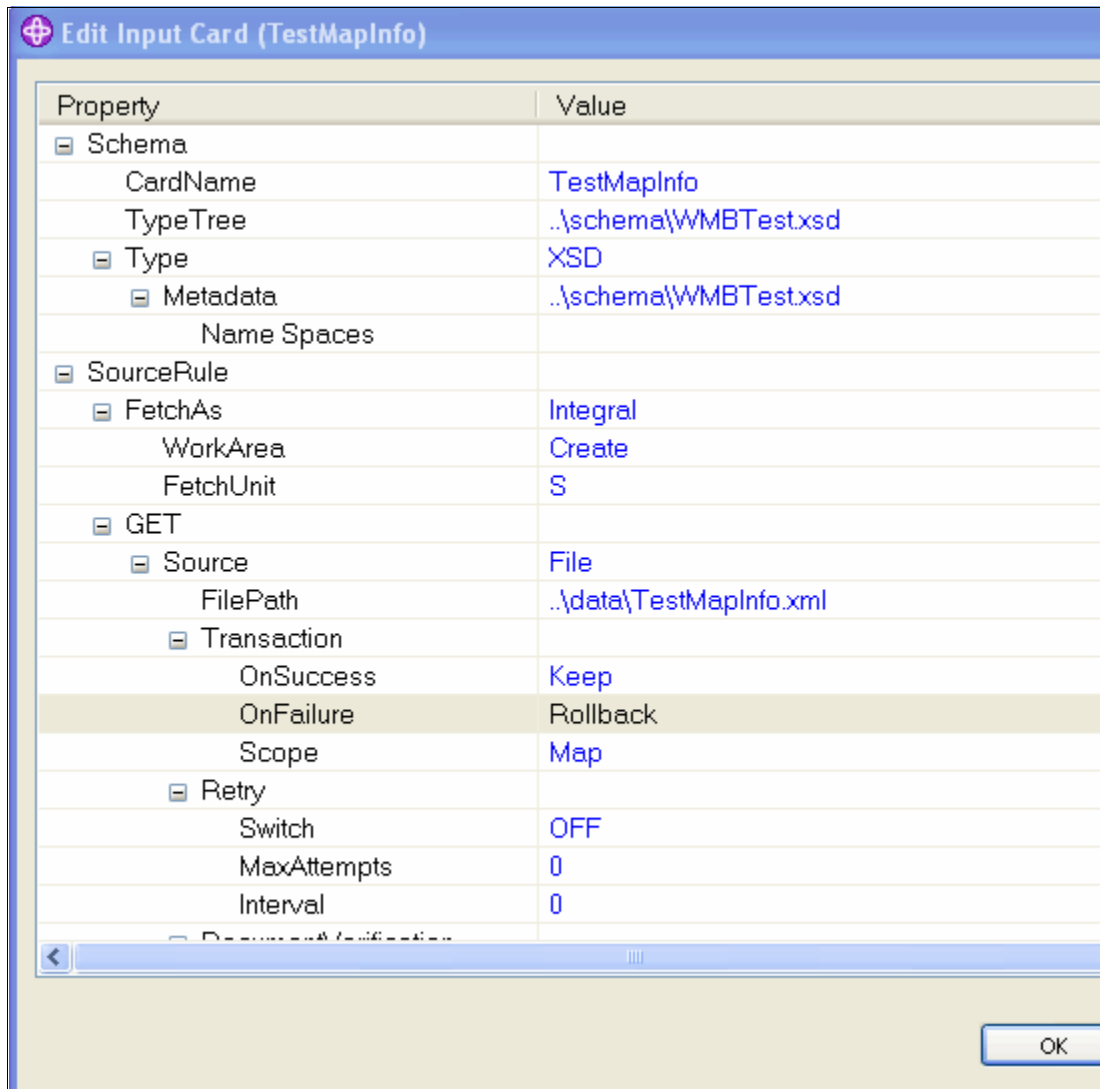 Edit Input Card (TestMapInfo)
Property Value
Schema
CardName TestMapInfo
TypeTree ..\schema\WMBTest.xsd
Type XSD
Metadata ..\schema\WMBTest.xsd
Name Spaces
SourceRule
FetchAs Integral
WorkArea Create
FetchUnit S
GET
Source File
FilePath ..\data\TestMapInfo.xml
Transaction
OnSuccess Keep
OnFailure Rollback
Scope Map
Retry
Switch OFF
MaxAttempts 0
Interval 0
DocumentVerification
OK